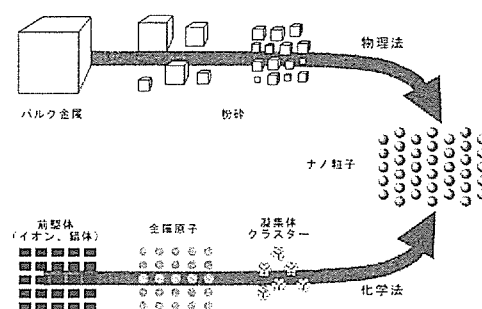 物理法
バルク金属
粉砕
ナノ粒子
前駆体
(イオン、錯体)
金属原子
凝集体
クラスター
化学法